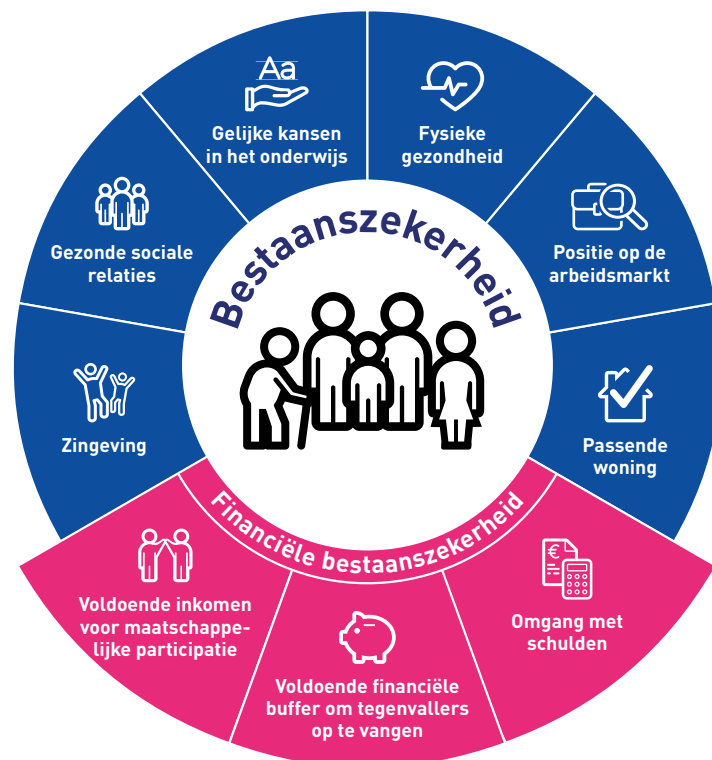 Aa
Gelijke kansen
in het onderwijs
Fysieke
gezondheid
Gezonde sociale
relaties
Positie op de
arbeidsmarkt
Bestaanszekerheid
Zingeving
Passende
woning
Financiële bestaanszekerheid
Voldoende inkomen
voor maatschappe-
lijke participatie
€
Omgang met
schulden
Voldoende financiële
buffer om tegenvallers
op te vangen